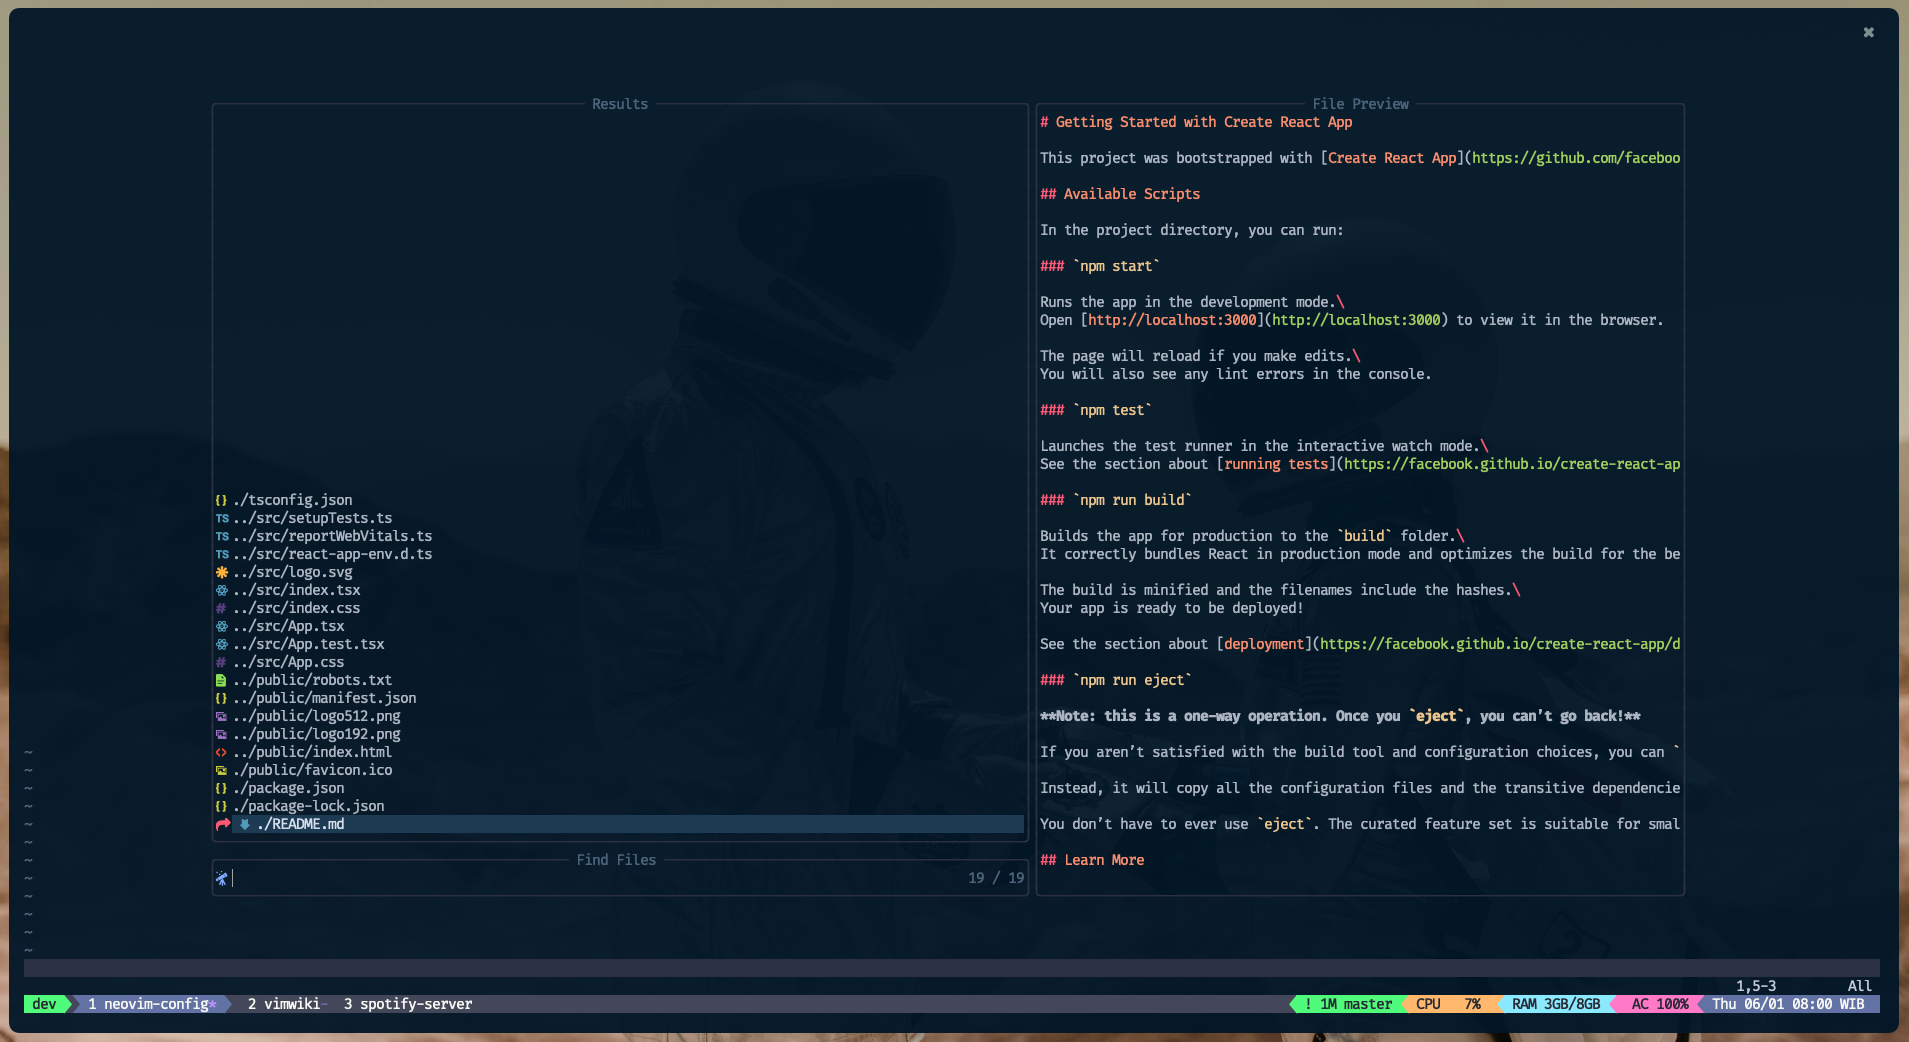 Results
./tsconfig.json
../src/setupTests.ts
../src/reportWebVitals.ts
../src/react-app-env.d.ts
../src/logo.svg
../src/index.tsx
../src/index.css
../src/App.tsx
../src/App.test.tsx
../src/App.css
../public/robots.txt
../public/manifest.json
../public/logo512.png
../public/logo192.png
../public/index.html
./public/favicon.ico
./package.json
./package-lock.json
./README.md
Find Files
19 / 19
File Preview
# Getting Started with Create React App
This project was bootstrapped with [Create React App](https://github.com/faceboo
## Available Scripts
In the project directory, you can run:
### `npm start`
Runs the app in the development mode.\
Open [http://localhost:3000](http://localhost:3000) to view it in the browser.
The page will reload if you make edits.\
You will also see any lint errors in the console.
### `npm test`
Launches the test runner in the interactive watch mode.\
See the section about [running tests](https://facebook.github.io/create-react-ap
### `npm run build`
Builds the app for production to the `build` folder.\
It correctly bundles React in production mode and optimizes the build for the be
The build is minified and the filenames include the hashes.\
Your app is ready to be deployed!
See the section about [deployment](https://facebook.github.io/create-react-app/d
### `npm run eject`
**Note: this is a one-way operation. Once you `eject`, you can’t go back!**
If you aren’t satisfied with the build tool and configuration choices, you can `
Instead, it will copy all the configuration files and the transitive dependencie
You don’t have to ever use `eject`. The curated feature set is suitable for smal
## Learn More
~
~
~
~
~
~
~
~
~
~
~
~
1,5-3 All
dev 1 neovim-config* 2 vimwiki- 3 spotify-server ! 1M master CPU 7% RAM 3GB/8GB AC 100% Thu 06/01 08:00 WIB